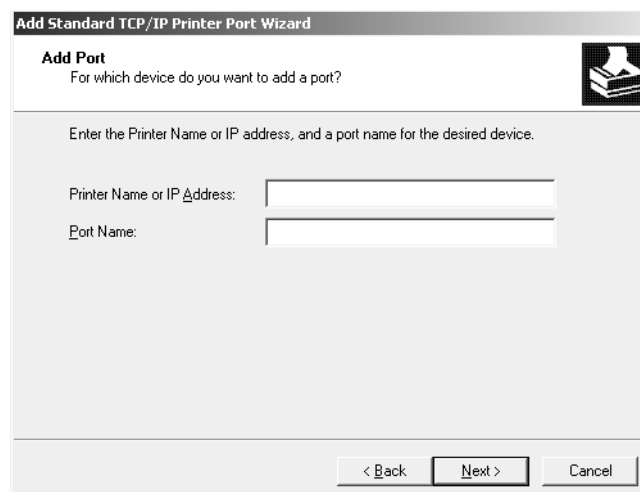 Add Standard TCP/IP Printer Port Wizard
Add Port
For which device do you want to add a port?
Enter the Printer Name or IP address, and a port name for the desired device.
Printer Name or IP Address:
Port Name:
< Back Next > Cancel